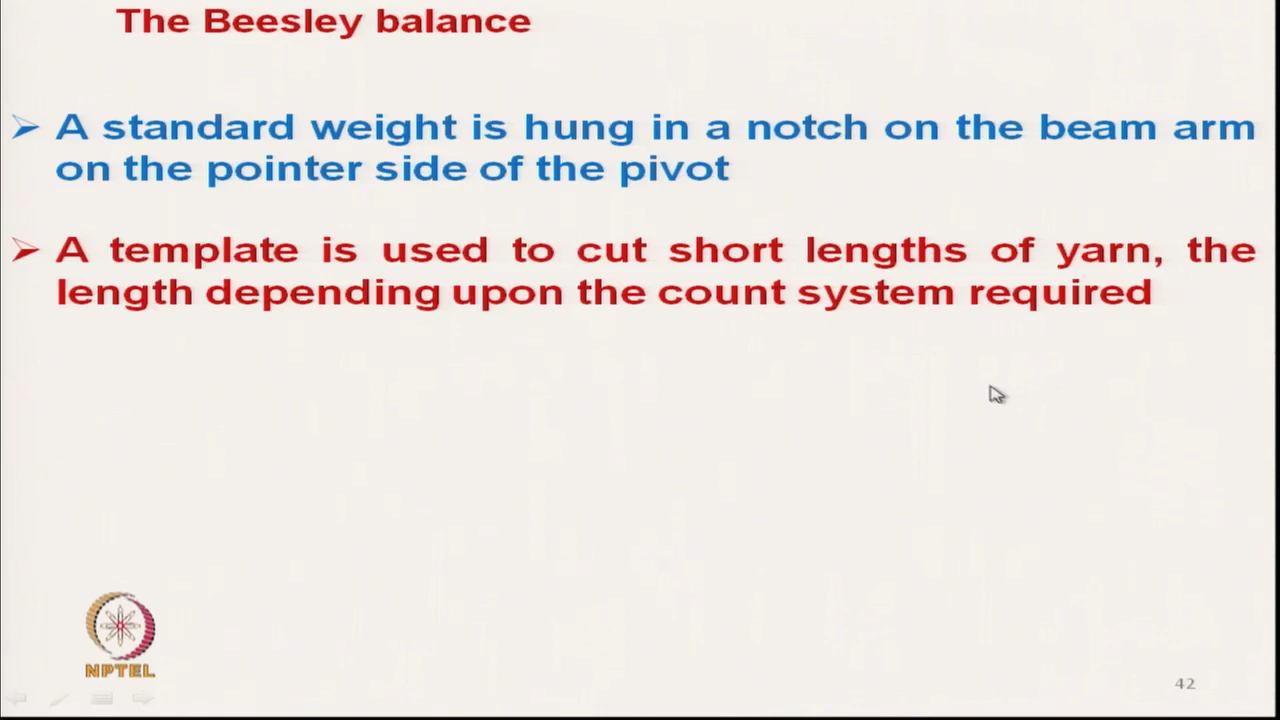 The Beesley balance
➢ A standard weight is hung in a notch on the beam arm
on the pointer side of the pivot
➢ A template is used to cut short lengths of yarn, the
length depending upon the count system required
NPTEL
42